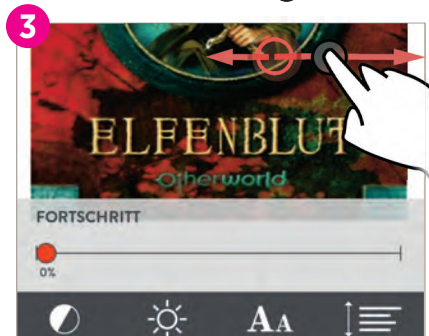 3
ELFENBLUT
Otherworld
FORTSCHRITT
0%
AA